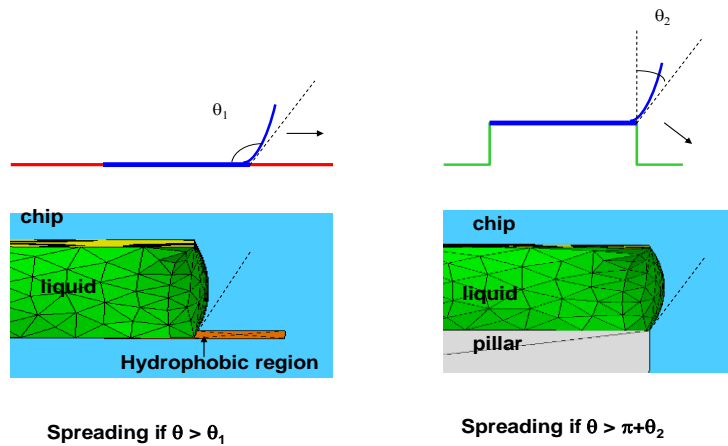 θ1
θ2
chip
liquid
Hydrophobic region
chip
liquid
pillar
Spreading if θ > θ1
Spreading if θ > π+θ2